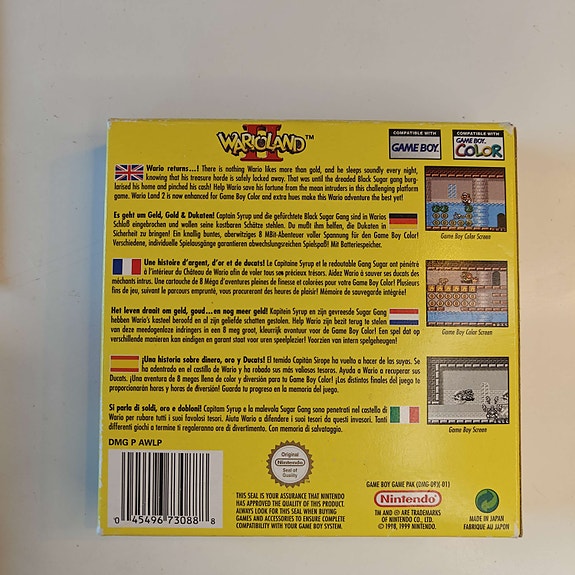 WARIOLAND™
II
COMPATIBLE WITH
GAME BOY.
COMPATIBLE WITH
GAME BOY.
COLOR
Wario returns...! There is nothing Wario likes more than gold, and he sleeps soundly every night,
knowing that his treasure horde is safely locked away. That was until the dreaded Black Sugar gang burg-
larised his home and pinched his cash! Help Wario save his fortune from the mean intruders in this challenging platform
game. Wario Land 2 is now enhanced for Game Boy Color and extra hues make this Wario adventure the best yet!
Game Boy Color Screen
Es geht um Geld, Gold & Dukaten! Captain Syrup und die gefürchtete Black Sugar Gang sind in Warios
Schloß eingebrochen und wollen seine kostbaren Schätze stehlen. Du mußt ihm helfen, die Dukaten in
Sicherheit zu bringen! Ein knallig buntes, oberwitziges 8 MBit-Abenteuer voller Spannung für den Game Boy Color!
Verschiedene, individuelle Spielausgänge garantieren abwechslungsreichen Spielspaß! Mit Batteriespeicher.
Une histoire d'argent, d'or et de ducats! Le Capitaine Syrup et le redoutable Gang Sugar ont pénétré
à l'intérieur du Château de Wario afin de voler tous ses précieux trésors. Aidez Wario à sauver ses ducats des
méchants intrus. Une cartouche de 8 Méga d'aventures pleines de finesse et colorées pour votre Game Boy Color! Plusieurs
fins de jeu, suivant le parcours emprunté, vous procureront des heures de plaisir! Mémoire de sauvegarde intégrée!
Game Boy Color Screen
Het leven draait om geld, goud...en nog meer geld! Kapitein Syrup en zijn gevreesde Sugar Gang
hebben Wario's kasteel beroofd en al zijn geliefde schatten gestolen. Help Wario zijn bezit terug te stelen
van deze meedogenloze indringers in een 8 meg groot, kleurrijk avontuur voor de Game Boy Color! Een spel dat op
verschillende manieren kan eindigen en garant staat voor uren speelplezier! Voorzien van intern spelgeheugen!
¡Una historia sobre dinero, oro y Ducats! El temido Capitán Sirope ha vuelto a hacer de las suyas. Se
ha adentrado en el castillo de Wario y ha robado sus más valiosos tesoros. Ayuda a Wario a recuperar sus
Ducats. ¡Una aventura de 8 megas llena de color y diversión para tu Game Boy Color! ¡Los distintos finales del juego te
proporcionarán horas y horas de diversión! Guarda tu progreso en la memoria del juego.
Game Boy Screen
Si parla di soldi, oro e dobloni! Capitam Syrup e la malevola Sugar Gang sono penetrati nel castello di
Wario per rubare tutti i suoi favolosi tesori. Aiuta Wario a difendere i suoi tesori da questi invasori. Tanti
differenti giochi a termine ti regaleranno ore di divertimento. Con memoria di salvataggio.
DMG P AWLP
0 45496 73088 8
Original
Nintendo
Seal of
Quality
THIS SEAL IS YOUR ASSURANCE THAT NINTENDO
HAS APPROVED THE QUALITY OF THIS PRODUCT.
ALWAYS LOOK FOR THIS SEAL WHEN BUYING
GAMES AND ACCESSORIES TO ENSURE COMPLETE
COMPATIBILITY WITH YOUR GAME BOY SYSTEM.
GAME BOY GAME PAK (DMG-09)( 011
Nintendo®
TM AND ® ARE TRADEMARKS
OF NINTENDO CO., LTD.
© 1998, 1999 NINTENDO.
MADE IN JAPAN
FABRIQUE AU JAPON